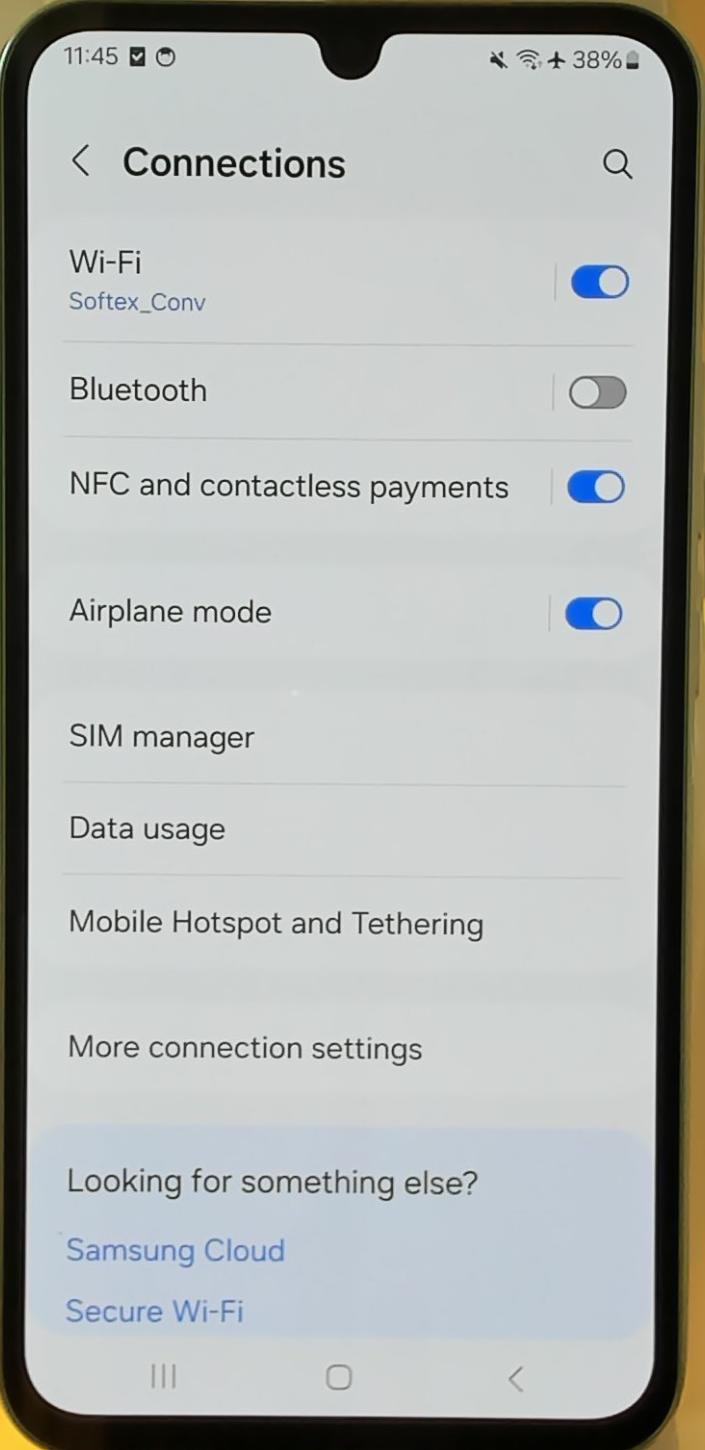 11:45 38%
Connections
Wi-Fi
Softex_Conv
Bluetooth
NFC and contactless payments
Airplane mode
SIM manager
Data usage
Mobile Hotspot and Tethering
More connection settings
Looking for something else?
Samsung Cloud
Secure Wi-Fi